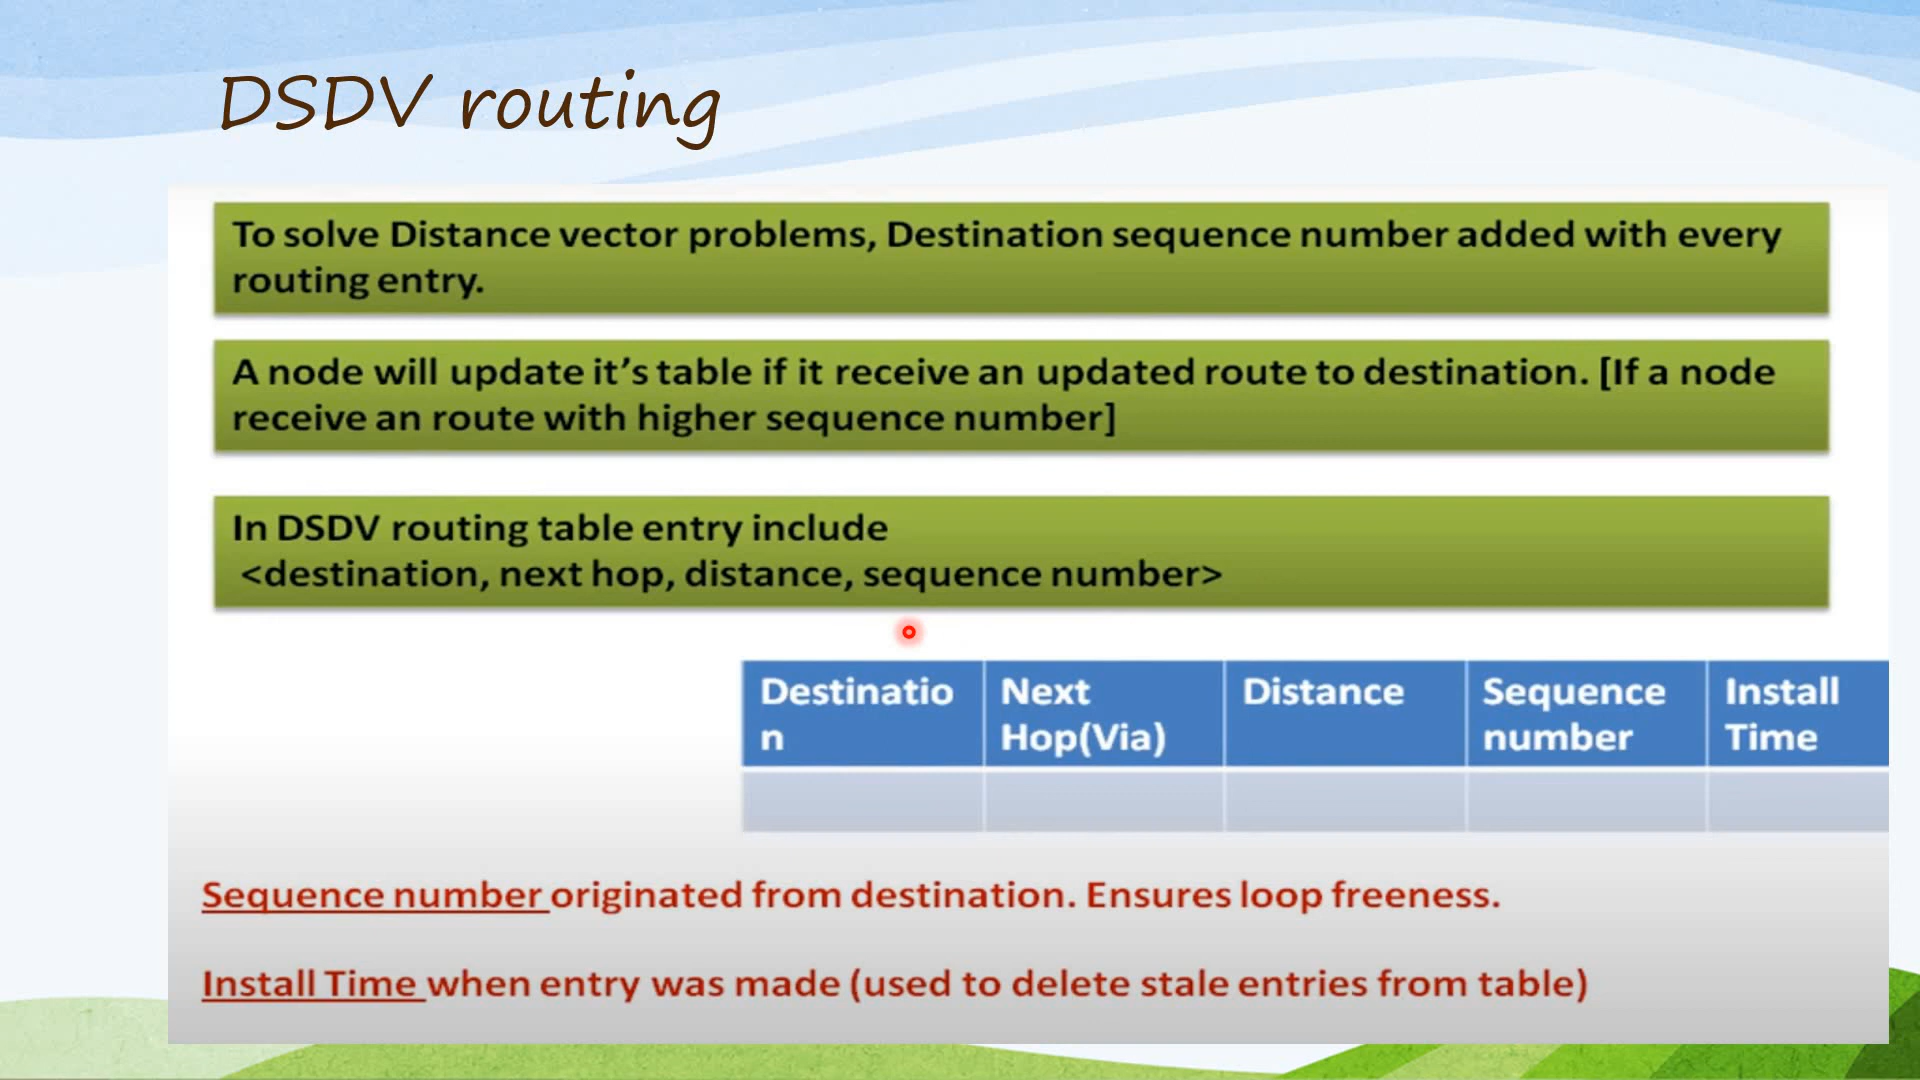 DSDV routing
To solve Distance vector problems, Destination sequence number added with every
routing entry.
A node will update it's table if it receive an updated route to destination. [If a node
receive an route with higher sequence number]
In DSDV routing table entry include
<destination, next hop, distance, sequence number>
Destinatio
n
Next
Hop(Via)
Distance
Sequence
number
Install
Time
Sequence number originated from destination. Ensures loop freeness.
Install Time when entry was made (used to delete stale entries from table)